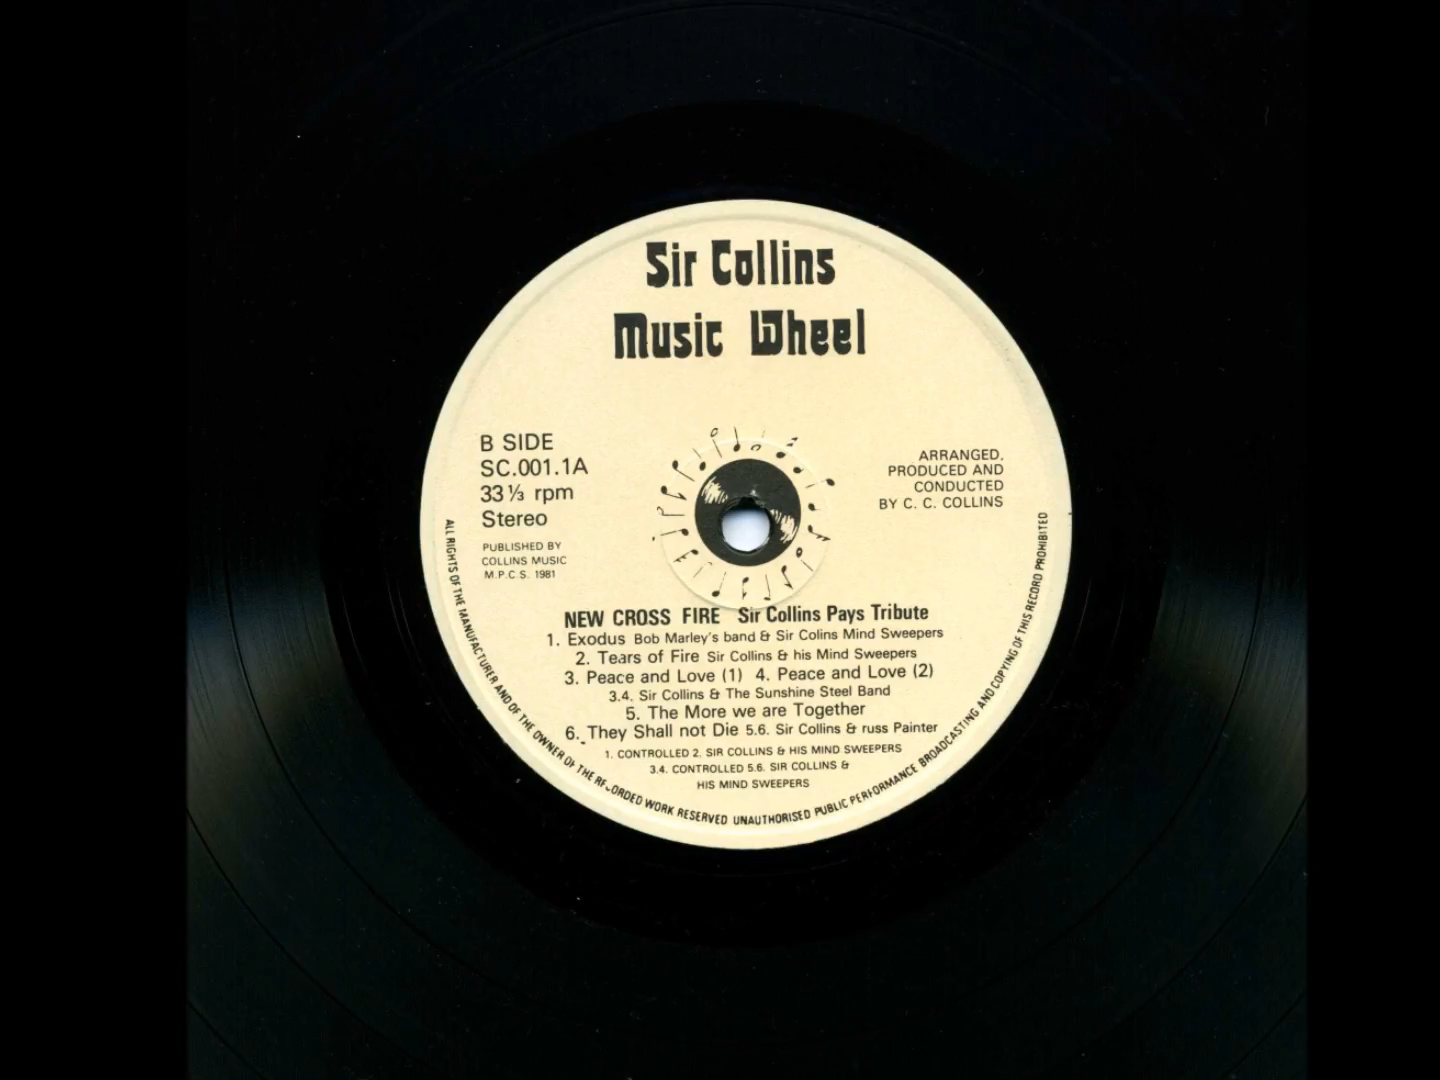 Sir Collins
Music Wheel
B SIDE
SC.001.1A
33 ⅓ rpm
Stereo
PUBLISHED BY
COLLINS MUSIC
M.P.C.S. 1981
ARRANGED,
PRODUCED AND
CONDUCTED
BY C. C. COLLINS
NEW CROSS FIRE Sir Collins Pays Tribute
1. Exodus Bob Marley's band & Sir Colins Mind Sweepers
2. Tears of Fire Sir Collins & his Mind Sweepers
3. Peace and Love (1) 4. Peace and Love (2)
3.4. Sir Collins & The Sunshine Steel Band
5. The More we are Together
6. They Shall not Die 5.6. Sir Collins & russ Painter
1. CONTROLLED 2. SIR COLLINS & HIS MIND SWEEPERS
3.4. CONTROLLED 5.6. SIR COLLINS &
HIS MIND SWEEPERS
ALL RIGHTS OF THE MANUFACTURER AND OF THE OWNER OF THE RECORDED WORK RESERVED UNAUTHORISED PUBLIC PERFORMANCE BROADCASTING AND COPYING OF THIS RECORD PROHIBITED